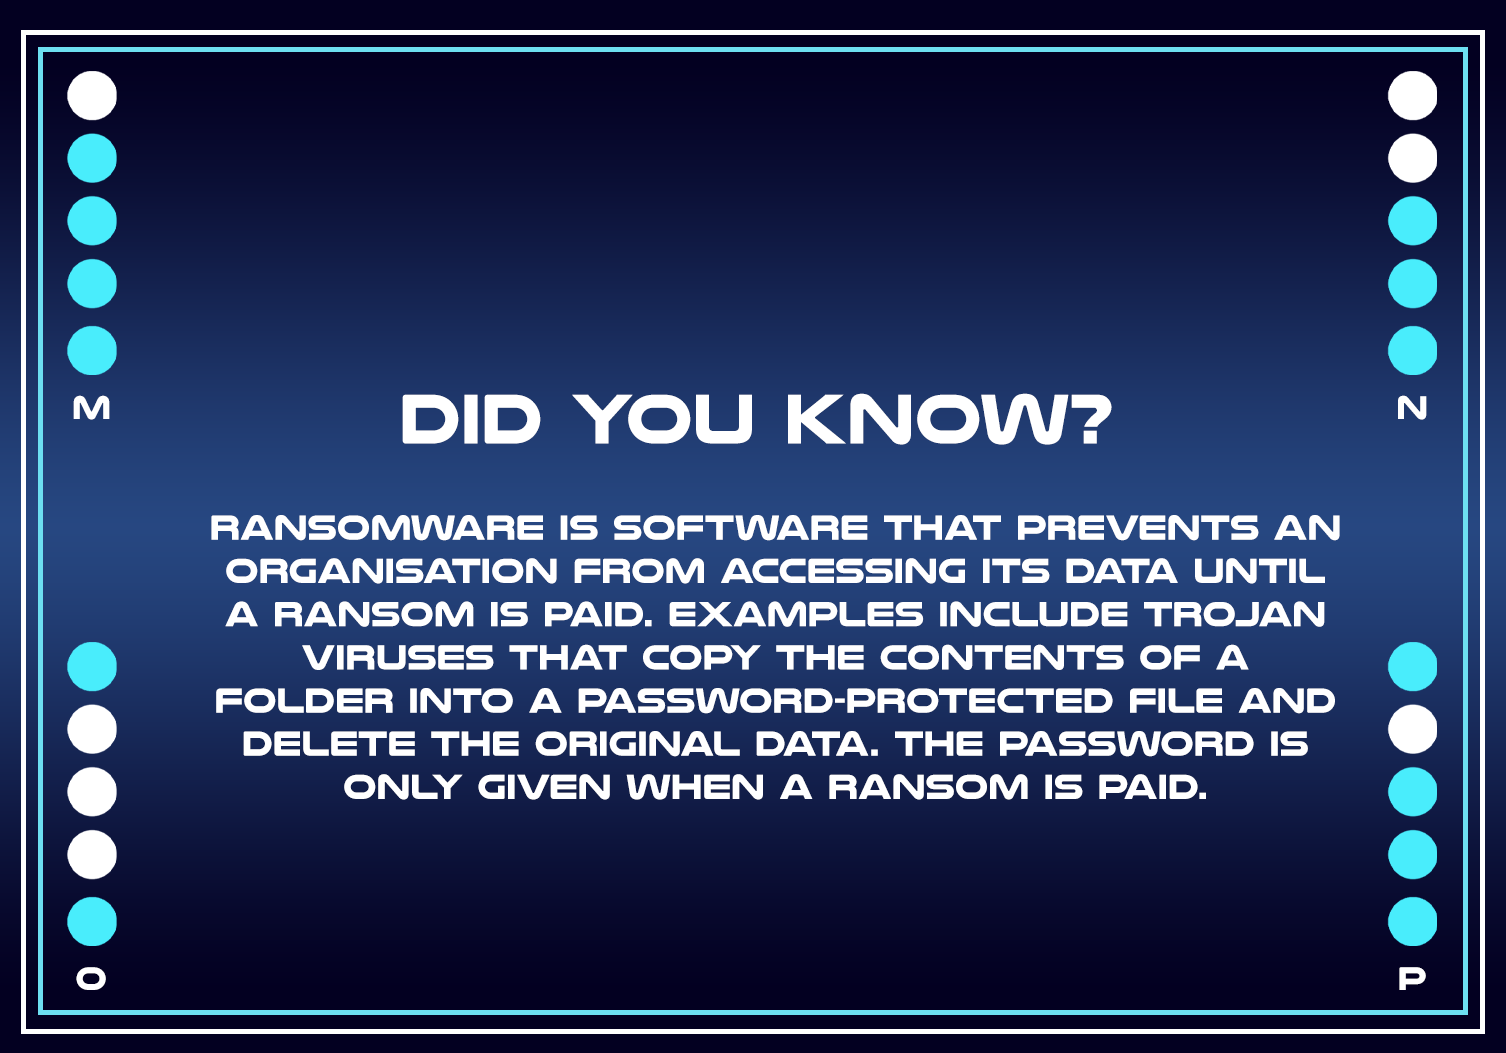 M
N
DID YOU KNOW?
RANSOMWARE IS SOFTWARE THAT PREVENTS AN
ORGANISATION FROM ACCESSING ITS DATA UNTIL
A RANSOM IS PAID. EXAMPLES INCLUDE TROJAN
VIRUSES THAT COPY THE CONTENTS OF A
FOLDER INTO A PASSWORD-PROTECTED FILE AND
DELETE THE ORIGINAL DATA. THE PASSWORD IS
ONLY GIVEN WHEN A RANSOM IS PAID.
O
P